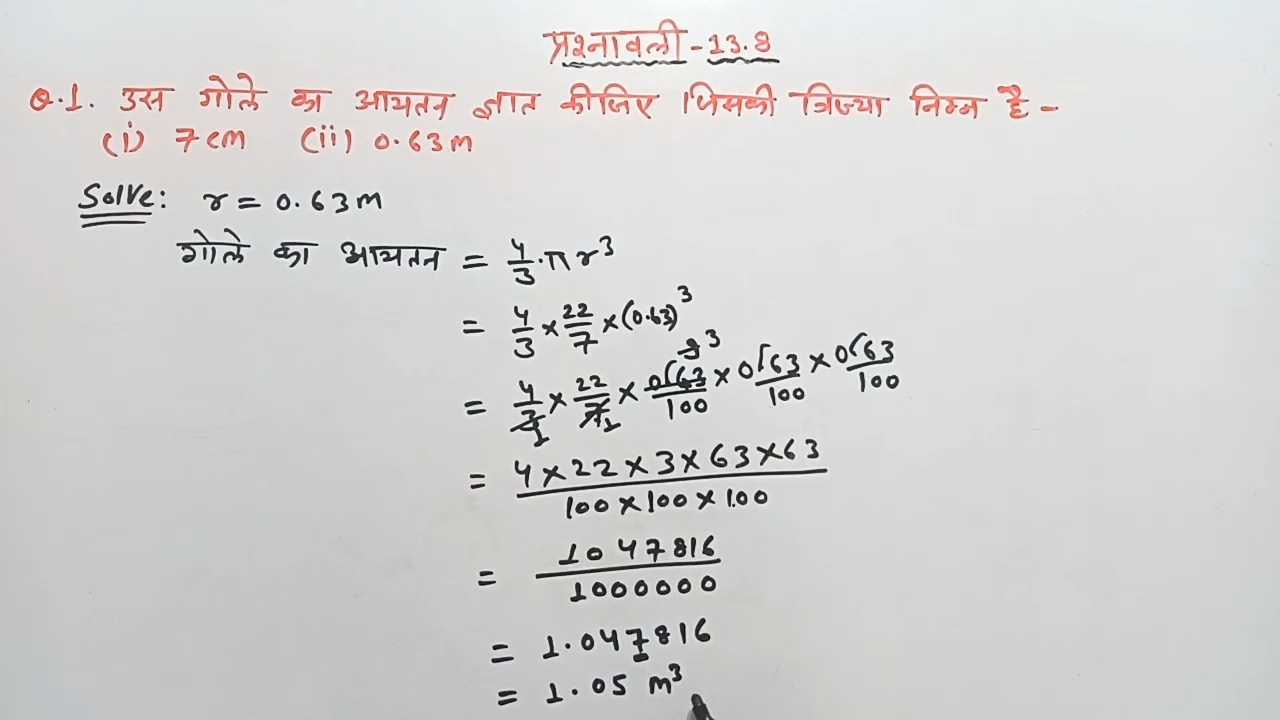 प्रश्नावली - 13.8
Q.1. उस गोले का आयतन ज्ञात कीजिए जिसकी त्रिज्या निम्न है -
(i) 7cm (ii) 0.63m
Solve: r = 0.63m
गोले का आयतन = 4/3 · π r³
= 4/3 × 22/7 × (0.63)³
= 4/3 × 22/7 × 0.63/100 × 0.63/100 × 0.63/100
= 4×22×3×63×63 / 100×100×100
= 1047816 / 1000000
= 1.047816
= 1.05 m³